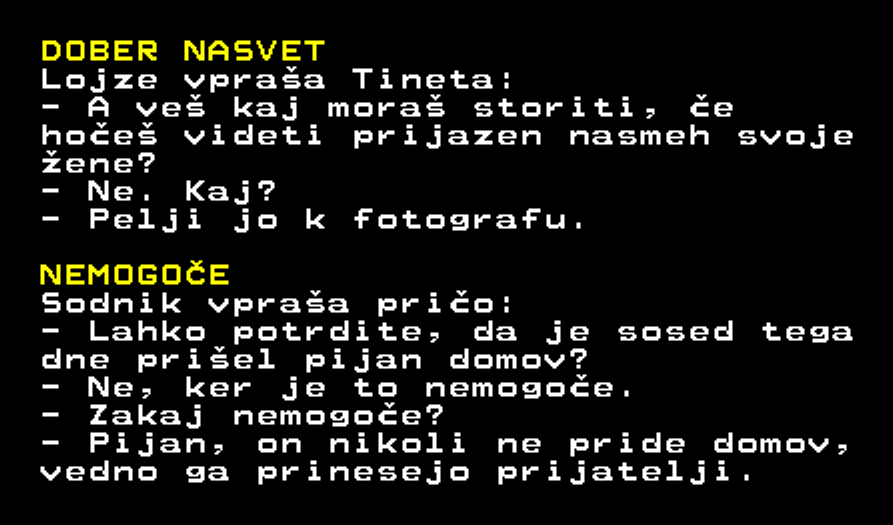 DOBER NASVET
Lojze vpraša Tineta:
- A veš kaj moraš storiti, če
hočeš videti prijazen nasmeh svoje
žene?
- Ne. Kaj?
- Pelji jo k fotografu.
NEMOGOČE
Sodnik vpraša pričo:
- Lahko potrdite, da je sosed tega
dne prišel pijan domov?
- Ne, ker je to nemogoče.
- Zakaj nemogoče?
- Pijan, on nikoli ne pride domov,
vedno ga prinesejo prijatelji.